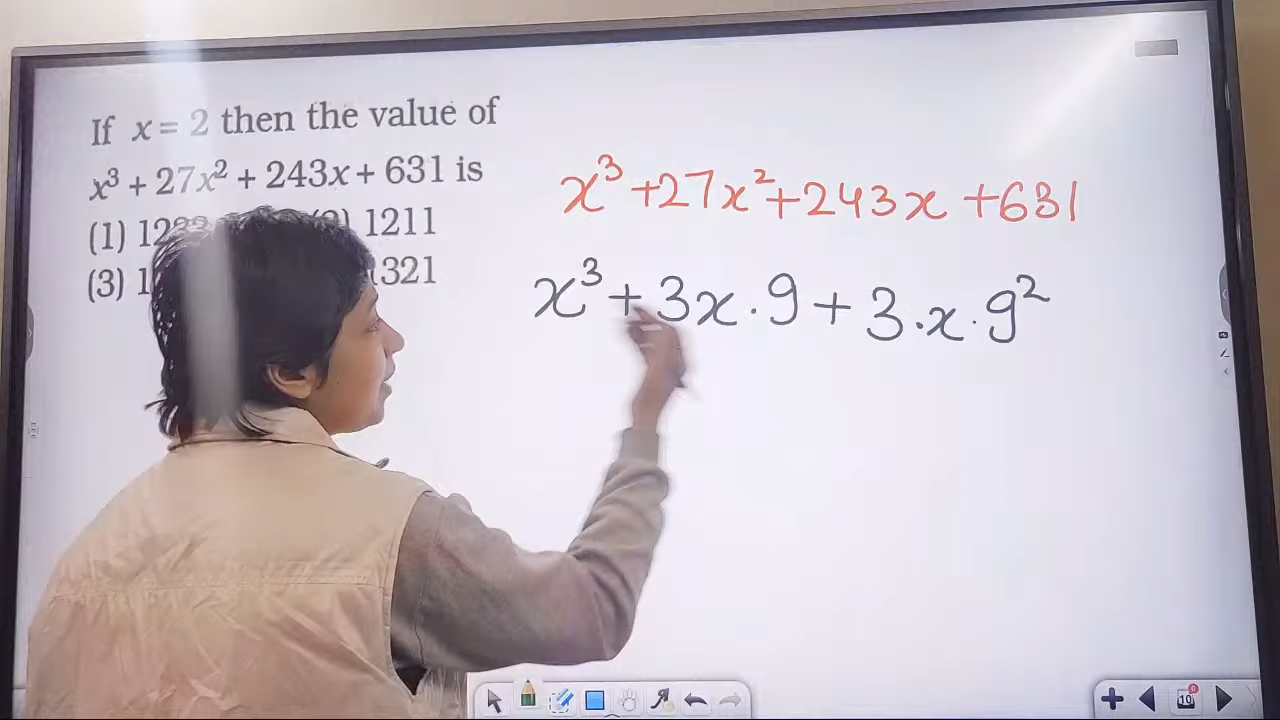 If x = 2 then the value of
x³ + 27x² + 243x + 631 is
(1) (2) 1211
(3)
x³ +27x² +243x +631
x³ + 3x · 9 + 3 · x · 9²